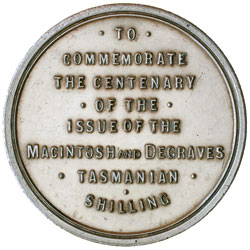 · TO ·
COMMEMORATE
THE CENTENARY
· OF THE ·
ISSUE OF THE
MACINTOSH AND DEGRAVES
· TASMANIAN ·
SHILLING